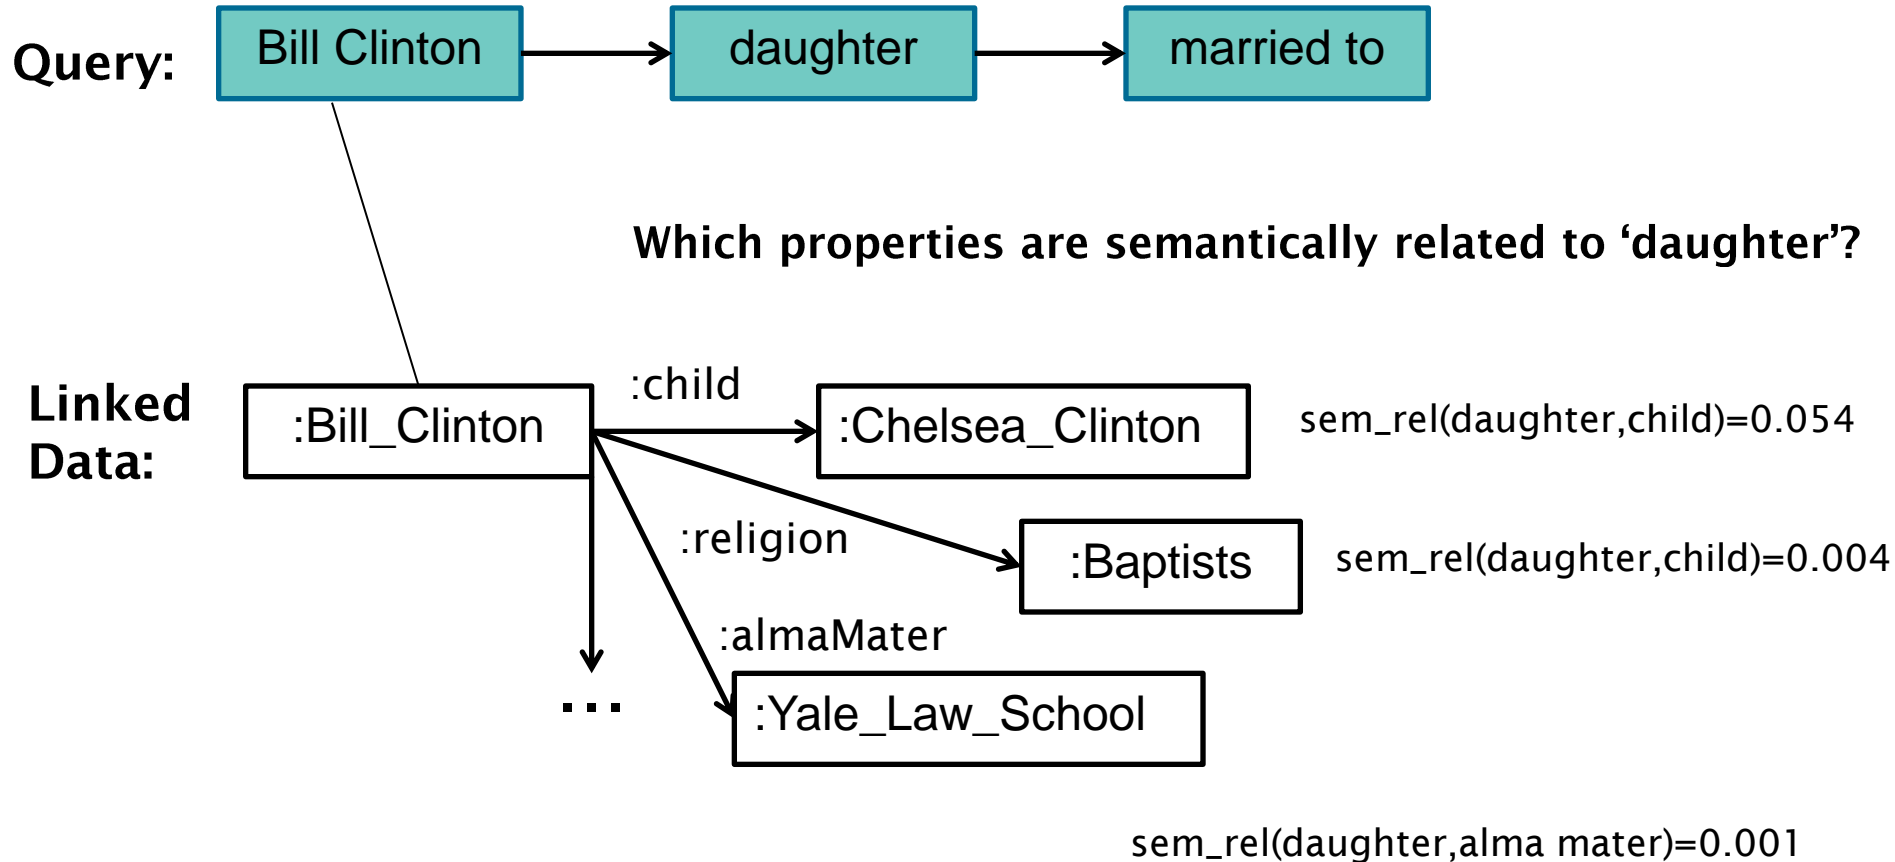 Query:
Bill Clinton
daughter
married to
Which properties are semantically related to ‘daughter’?
Linked
Data:
:Bill_Clinton
:child
:Chelsea_Clinton
sem_rel(daughter,child)=0.054
:religion
:Baptists
sem_rel(daughter,child)=0.004
:almaMater
:Yale_Law_School
...
sem_rel(daughter,alma mater)=0.001